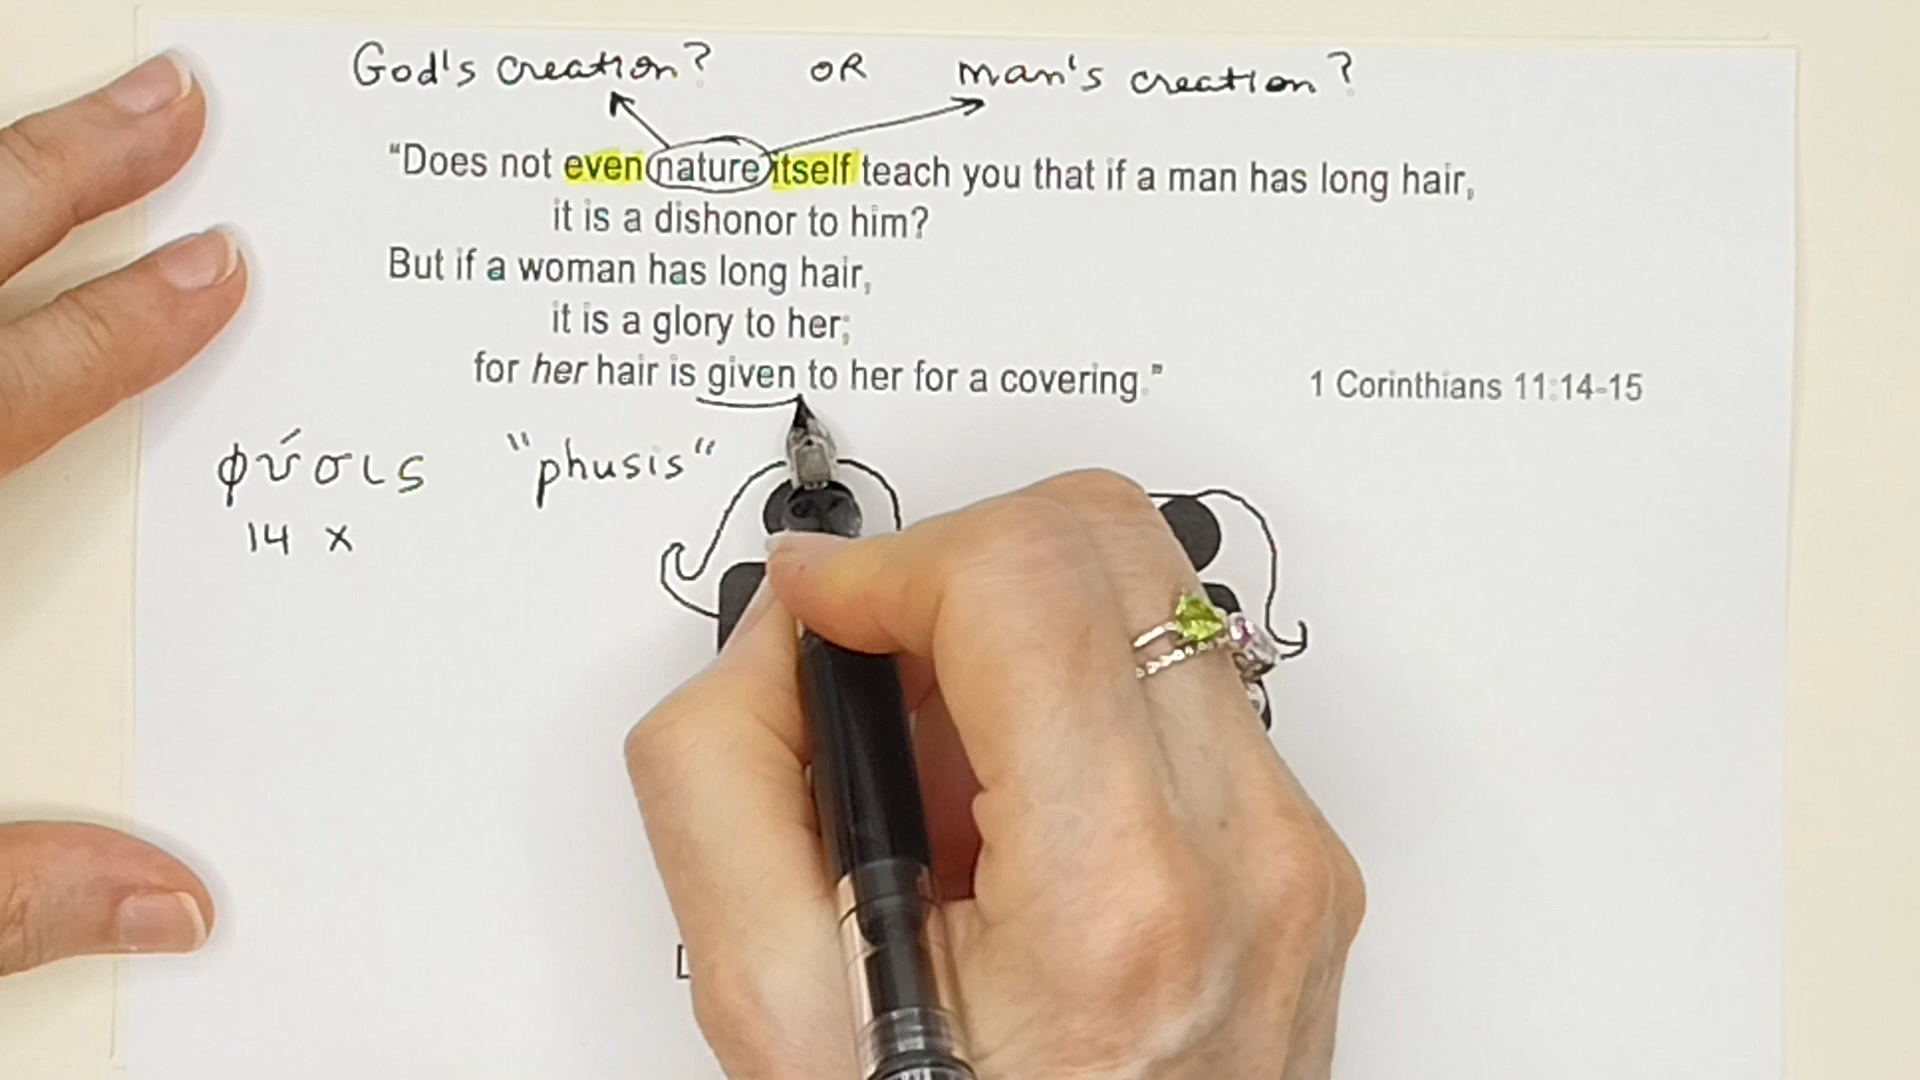 God's creation? OR man's creation?
“Does not even nature itself teach you that if a man has long hair,
it is a dishonor to him?
But if a woman has long hair,
it is a glory to her;
for her hair is given to her for a covering.” 1 Corinthians 11:14-15
φύσις "phusis"
14 x